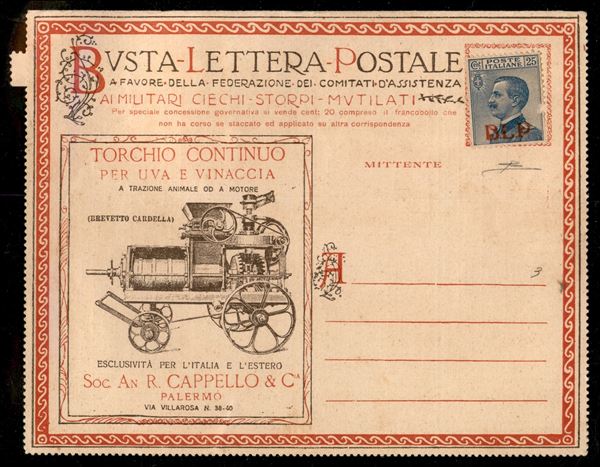 BVSTA-LETTERA-POSTALE
A FAVORE·DELLA·FEDERAZIONE·DEI·COMITATI·D'ASSISTENZA
AI MILITARI CIECHI-STORPI-MVTILATI
Per speciale concessione governativa si vende cent: 20 compreso il francobollo che
non ha corso se staccato ed applicato su altra corrispondenza
POSTE ITALIANE
25
B.L.P
MITTENTE
TORCHIO CONTINUO
PER UVA E VINACCIA
A TRAZIONE ANIMALE OD A MOTORE
(BREVETTO CARDELLA)
A
3
ESCLUSIVITÀ PER L'ITALIA E L'ESTERO
SOC. AN R. CAPPELLO & Cia
PALERMO
VIA VILLAROSA N. 38-40